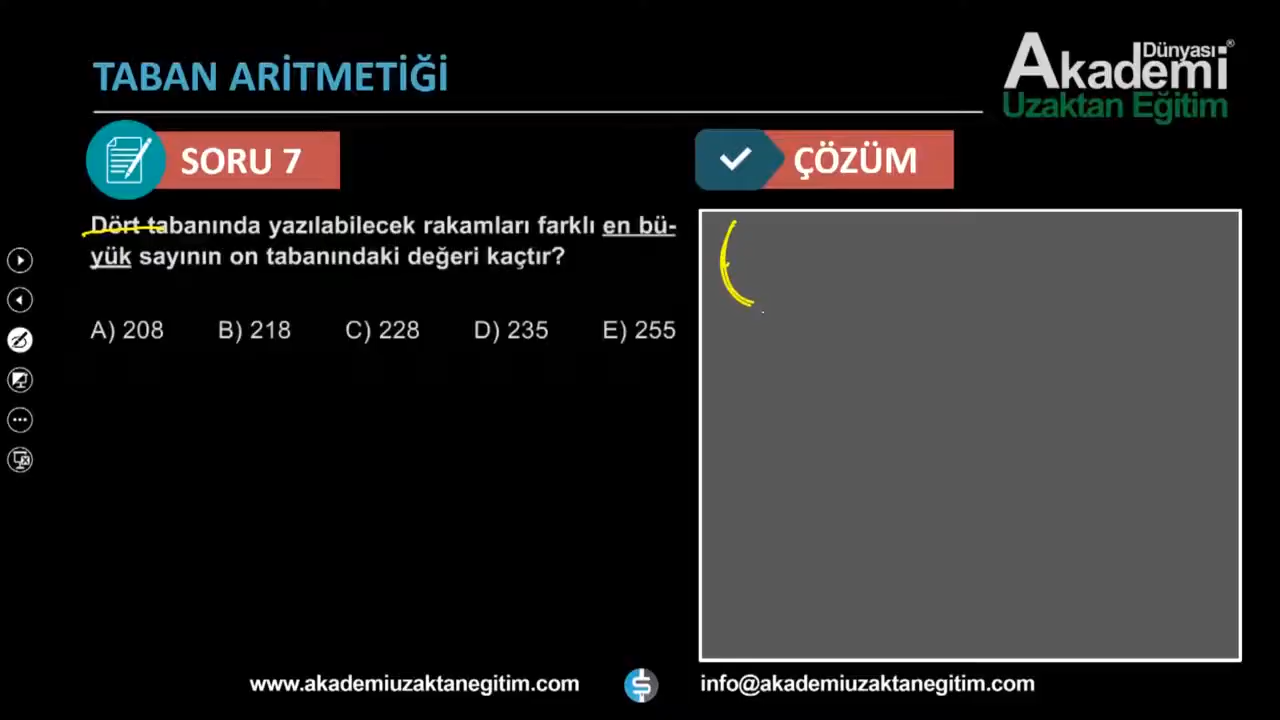 TABAN ARİTMETİĞİ
Akademi Dünyası®
Uzaktan Eğitim
SORU 7
Dört tabanında yazılabilecek rakamları farklı en bü-
yük sayının on tabanındaki değeri kaçtır?
A) 208 B) 218 C) 228 D) 235 E) 255
ÇÖZÜM
www.akademiuzaktanegitim.com
info@akademiuzaktanegitim.com